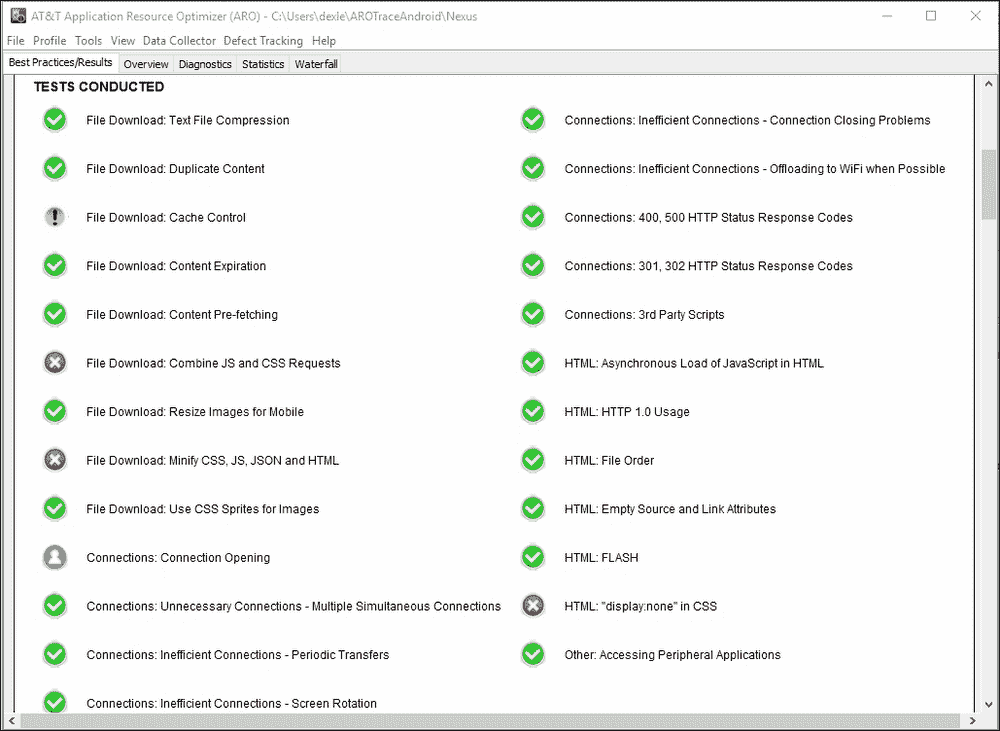 AT&T Application Resource Optimizer (ARO) - C:\Users\dexle\AROTraceAndroid\Nexus
File Profile Tools View Data Collector Defect Tracking Help
Best Practices/Results Overview Diagnostics Statistics Waterfall
TESTS CONDUCTED
File Download: Text File Compression
File Download: Duplicate Content
File Download: Cache Control
File Download: Content Expiration
File Download: Content Pre-fetching
File Download: Combine JS and CSS Requests
File Download: Resize Images for Mobile
File Download: Minify CSS, JS, JSON and HTML
File Download: Use CSS Sprites for Images
Connections: Connection Opening
Connections: Unnecessary Connections - Multiple Simultaneous Connections
Connections: Inefficient Connections - Periodic Transfers
Connections: Inefficient Connections - Screen Rotation
Connections: Inefficient Connections - Connection Closing Problems
Connections: Inefficient Connections - Offloading to WiFi when Possible
Connections: 400, 500 HTTP Status Response Codes
Connections: 301, 302 HTTP Status Response Codes
Connections: 3rd Party Scripts
HTML: Asynchronous Load of JavaScript in HTML
HTML: HTTP 1.0 Usage
HTML: File Order
HTML: Empty Source and Link Attributes
HTML: FLASH
HTML: "display:none" in CSS
Other: Accessing Peripheral Applications